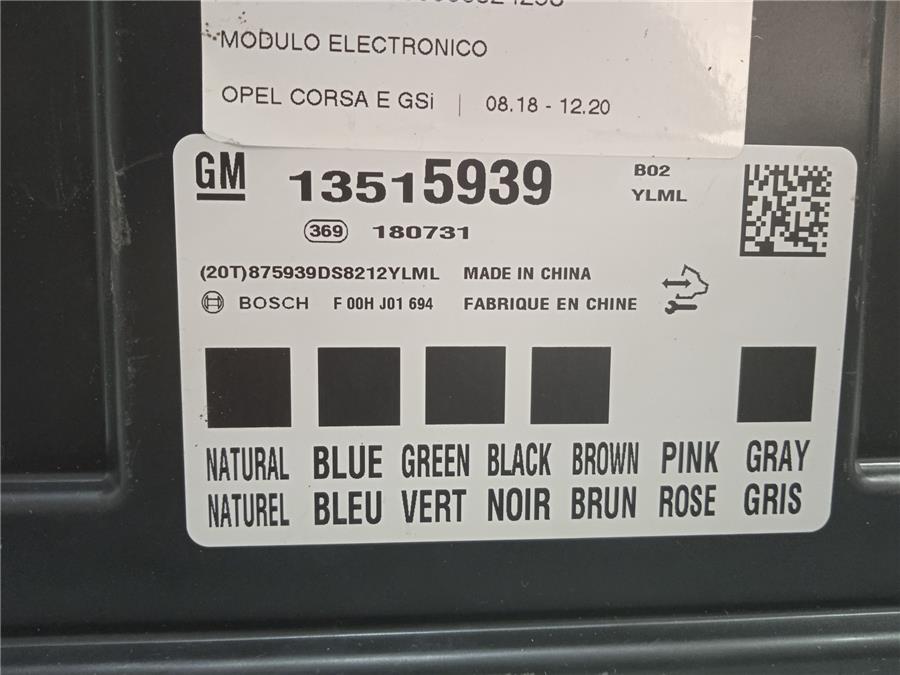 MODULO ELECTRONICO
OPEL CORSA E GSi | 08.18 - 12.20
GM 13515939 B02
YLML
369 180731
(20T)875939DS8212YLML MADE IN CHINA
BOSCH F 00H J01 694 FABRIQUE EN CHINE
NATURAL BLUE GREEN BLACK BROWN PINK GRAY
NATUREL BLEU VERT NOIR BRUN ROSE GRIS